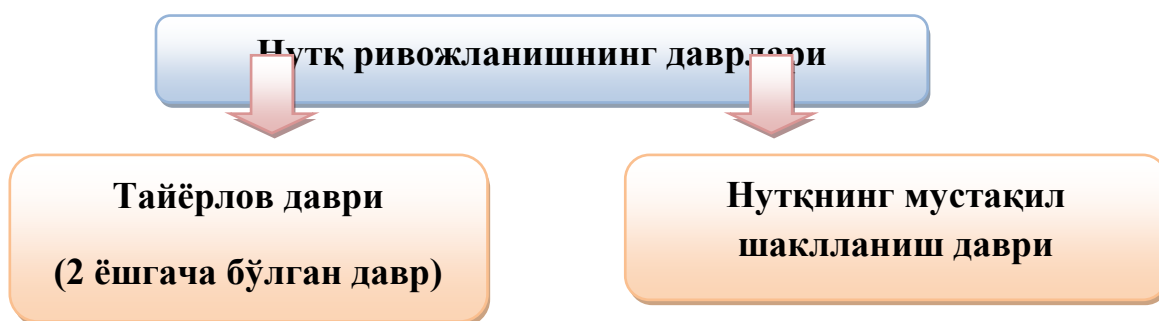 Нутқ ривожланишнинг даврлари
Тайёрлов даври
(2 ёшгача бўлган давр)
Нутқнинг мустақил
шаклланиш даври